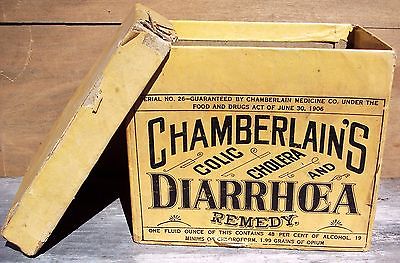 SERIAL NO. 26-GUARANTEED BY CHAMBERLAIN MEDICINE CO. UNDER THE
FOOD AND DRUGS ACT OF JUNE 30, 1906
CHAMBERLAIN'S
COLIC CHOLERA AND
DIARRHŒA
REMEDY.
ONE FLUID OUNCE OF THIS CONTAINS 48 PER CENT OF ALCOHOL, 19
MINIMS OF CHLOROFORM, 1.99 GRAINS OF OPIUM